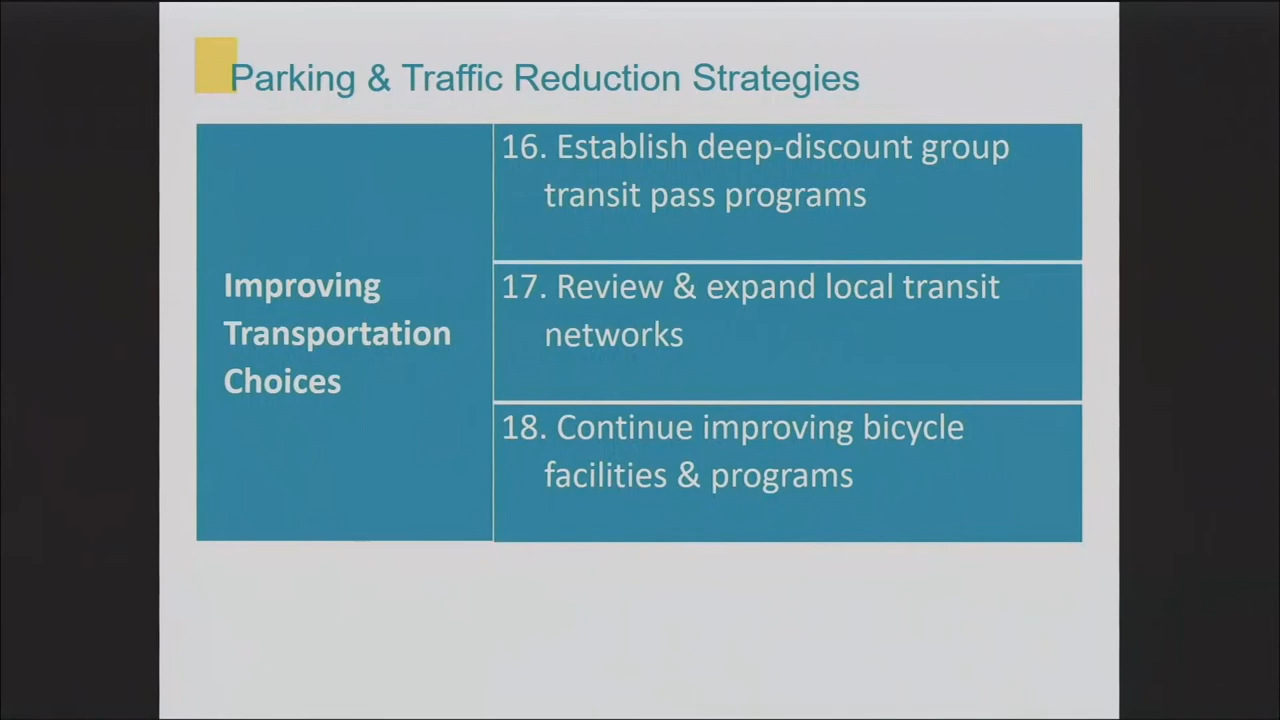 Parking & Traffic Reduction Strategies
Improving
Transportation
Choices
16. Establish deep-discount group
transit pass programs
17. Review & expand local transit
networks
18. Continue improving bicycle
facilities & programs